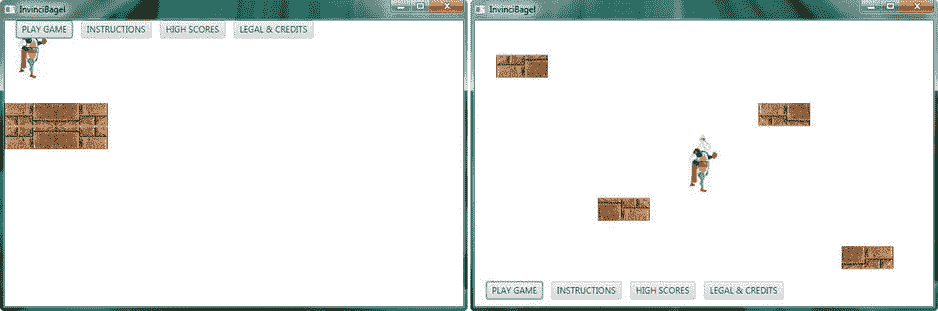 InvinciBagel
PLAY GAME INSTRUCTIONS HIGH SCORES LEGAL & CREDITS
InvinciBagel
PLAY GAME INSTRUCTIONS HIGH SCORES LEGAL & CREDITS